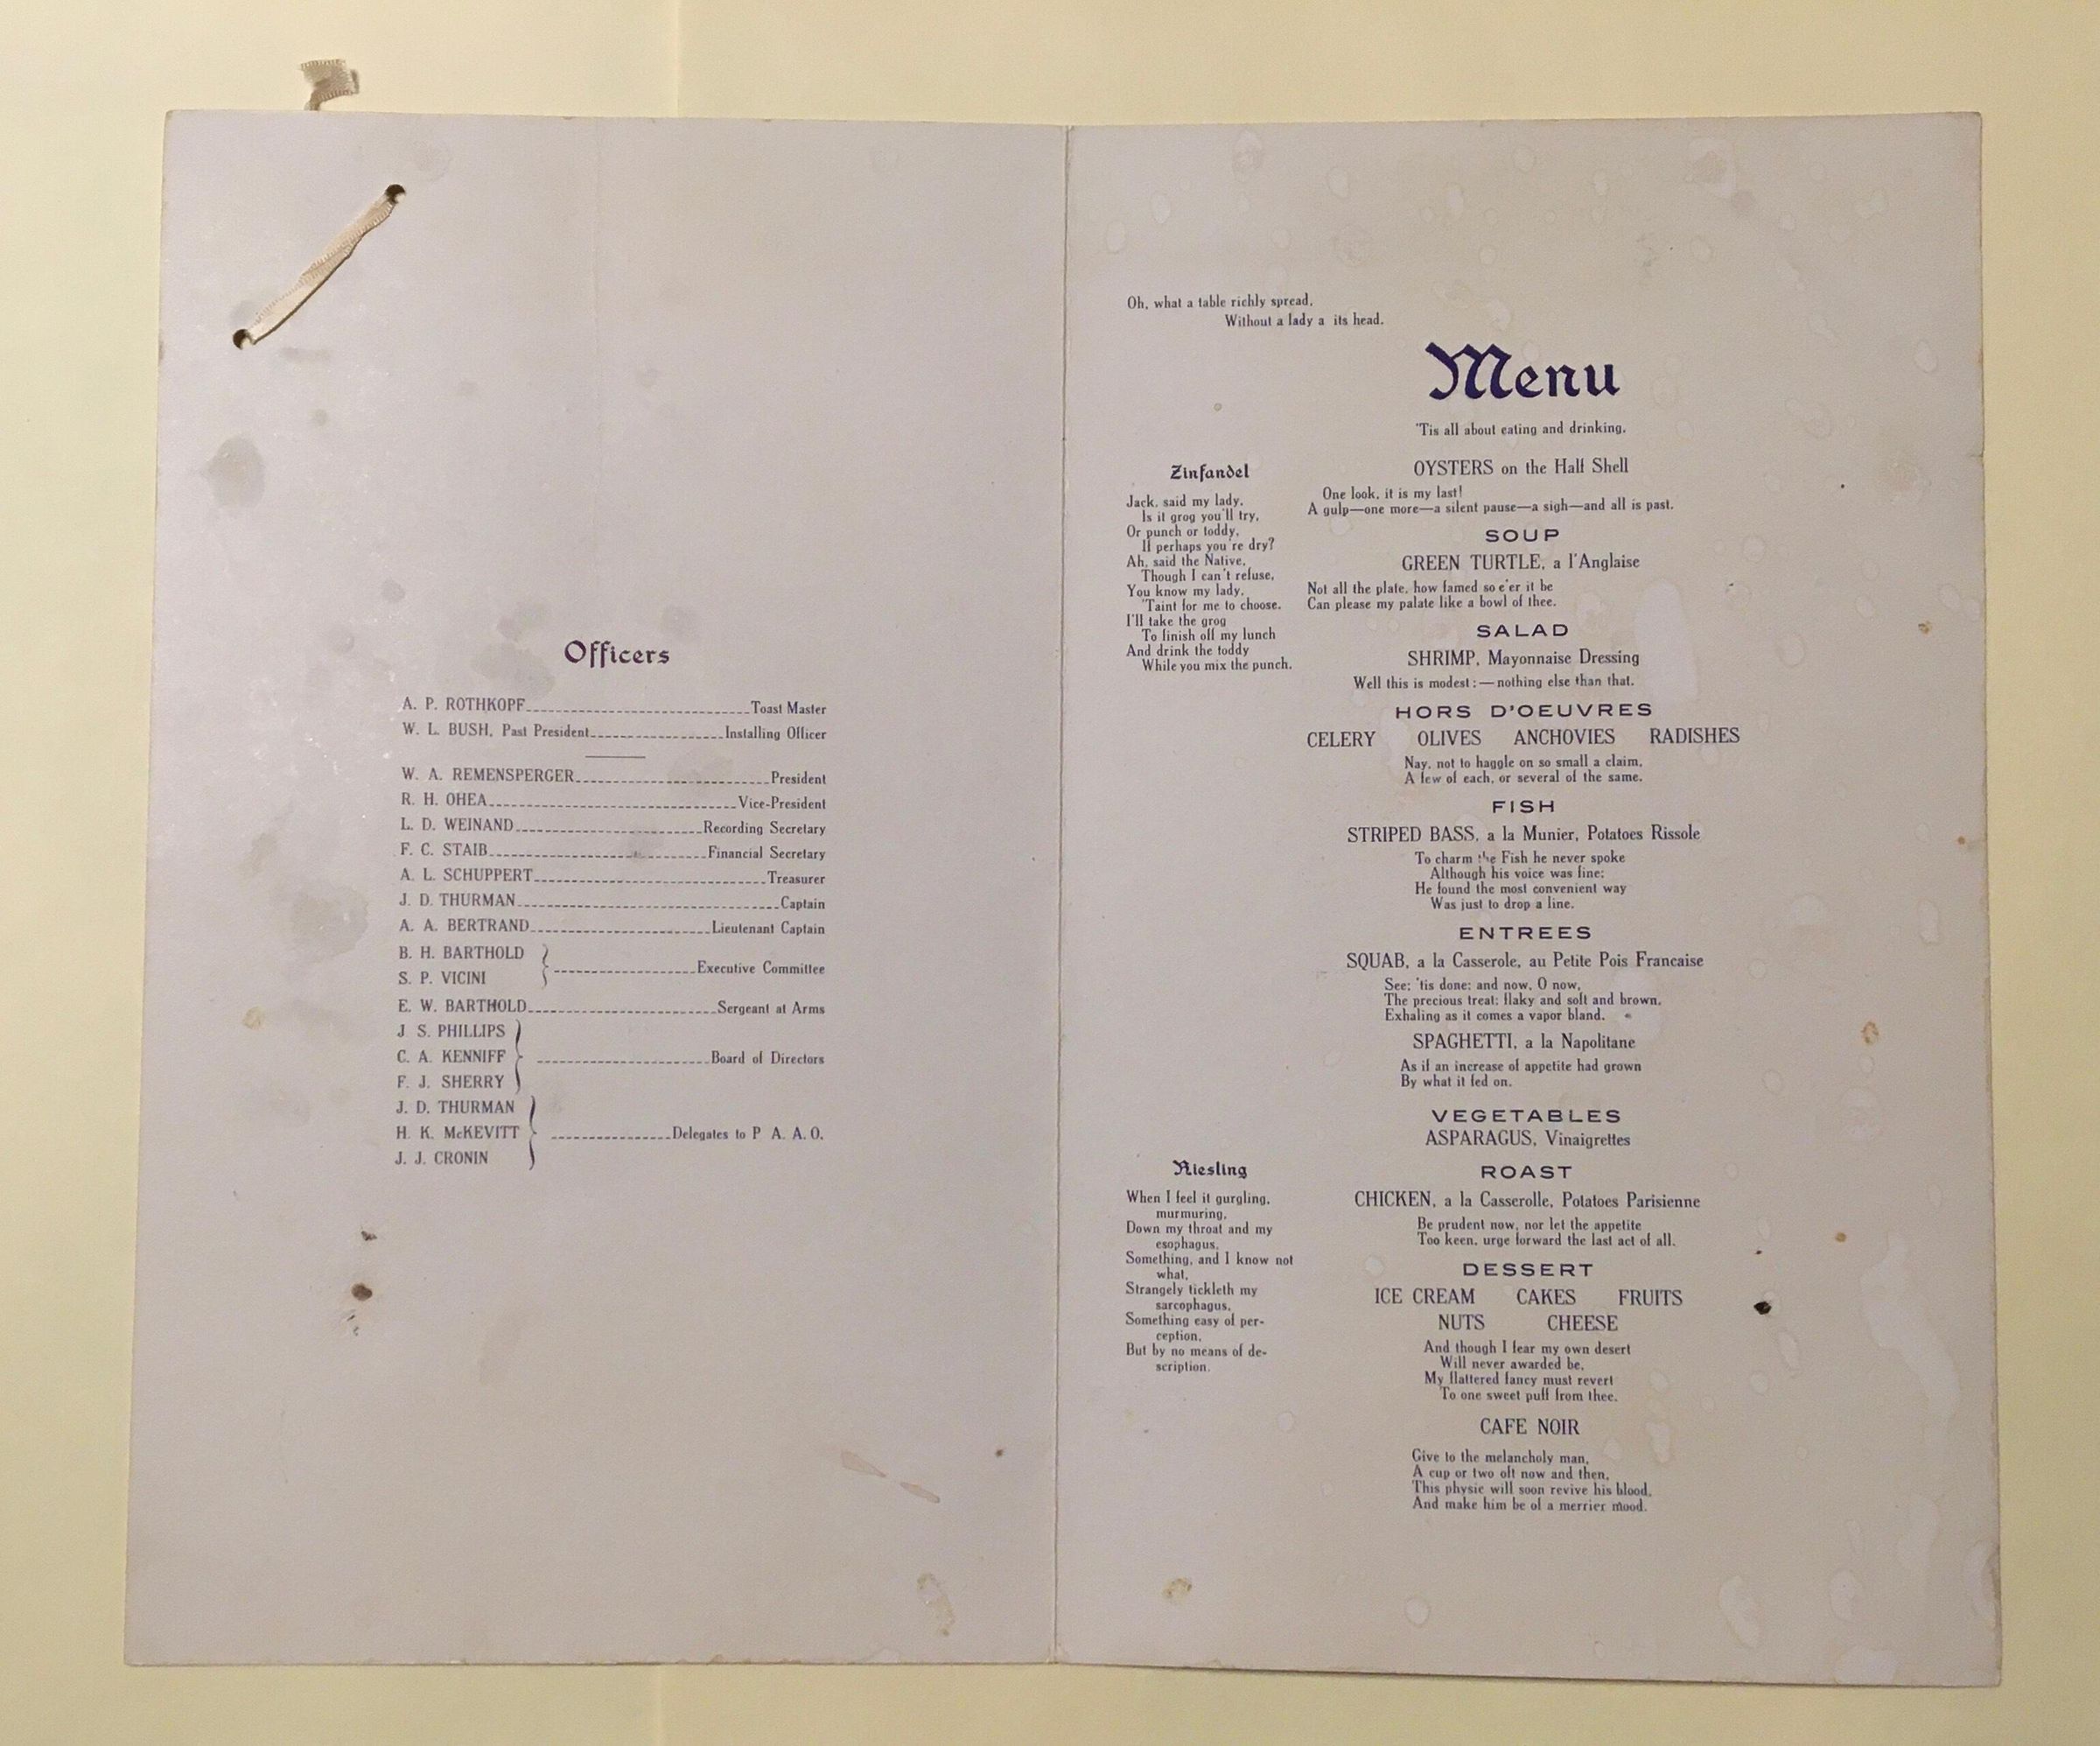 Officers
A. P. ROTHKOPF Toast Master
W. L. BUSH, Past President Installing Officer
W. A. REMENSPERGER President
R. H. OHEA Vice-President
L. D. WEINAND Recording Secretary
F. C. STAIB Financial Secretary
A. L. SCHUPPERT Treasurer
J. D. THURMAN Captain
A. A. BERTRAND Lieutenant Captain
B. H. BARTHOLD
S. P. VICINI
Executive Committee
E. W. BARTHOLD Sergeant at Arms
J S. PHILLIPS
C. A. KENNIFF Board of Directors
F. J. SHERRY
J. D. THURMAN
H. K. McKEVITT Delegates to P A. A. O.
J. J. CRONIN
Oh, what a table richly spread,
Without a lady a its head.
Menu
'Tis all about eating and drinking.
Zinfandel
Jack, said my lady,
Is it grog you'll try,
Or punch or toddy,
If perhaps you're dry?
Ah, said the Native,
Though I can't refuse,
You know my lady,
'Taint for me to choose.
I'll take the grog
To finish off my lunch
And drink the toddy
While you mix the punch.
OYSTERS on the Half Shell
One look, it is my last!
A gulp—one more—a silent pause—a sigh—and all is past.
SOUP
GREEN TURTLE, a l'Anglaise
Not all the plate, how famed so e'er it be
Can please my palate like a bowl of thee.
SALAD
SHRIMP, Mayonnaise Dressing
Well this is modest;—nothing else than that.
HORS D'OEUVRES
CELERY OLIVES ANCHOVIES RADISHES
Nay, not to haggle on so small a claim,
A few of each, or several of the same.
FISH
STRIPED BASS, a la Munier, Potatoes Rissole
To charm the Fish he never spoke
Although his voice was fine;
He found the most convenient way
Was just to drop a line.
ENTREES
SQUAB, a la Casserole, au Petite Pois Francaise
See; 'tis done; and now, O now,
The precious treat; flaky and soft and brown,
Exhaling as it comes a vapor bland.
SPAGHETTI, a la Napolitane
As if an increase of appetite had grown
By what it fed on.
VEGETABLES
ASPARAGUS, Vinaigrettes
Riesling
When I feel it gurgling,
murmuring,
Down my throat and my
esophagus,
Something, and I know not
what,
Strangely tickleth my
sarcophagus,
Something easy of per-
ception,
But by no means of de-
scription.
ROAST
CHICKEN, a la Casserolle, Potatoes Parisienne
Be prudent now, nor let the appetite
Too keen, urge forward the last act of all.
DESSERT
ICE CREAM CAKES FRUITS
NUTS CHEESE
And though I fear my own desert
Will never awarded be,
My flattered fancy must revert
To one sweet puff from thee.
CAFE NOIR
Give to the melancholy man,
A cup or two oft now and then,
This physic will soon revive his blood,
And make him be of a merrier mood.